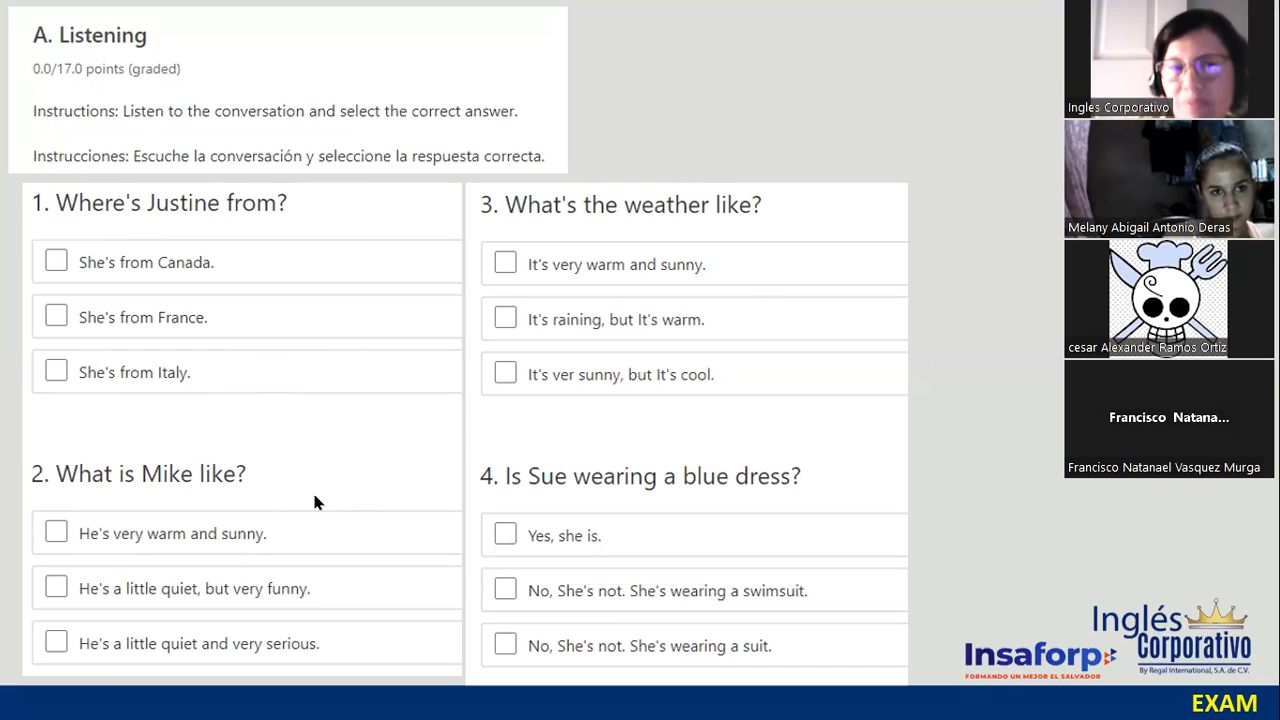 A. Listening
0.0/17.0 points (graded)
Instructions: Listen to the conversation and select the correct answer.
Instrucciones: Escuche la conversación y seleccione la respuesta correcta.
1. Where's Justine from?
She's from Canada.
She's from France.
She's from Italy.
2. What is Mike like?
He's very warm and sunny.
He's a little quiet, but very funny.
He's a little quiet and very serious.
3. What's the weather like?
It's very warm and sunny.
It's raining, but It's warm.
It's ver sunny, but It's cool.
4. Is Sue wearing a blue dress?
Yes, she is.
No, She's not. She's wearing a swimsuit.
No, She's not. She's wearing a suit.
Ingles Corporativo
Melany Abigail Antonio Deras
cesar Alexander Ramos Ortiz
Francisco Natana...
Francisco Natanael Vasquez Murga
Insaforp
FORMANDO UN MEJOR EL SALVADOR
Inglés
Corporativo
By Regal International, S.A. de C.V.
EXAM